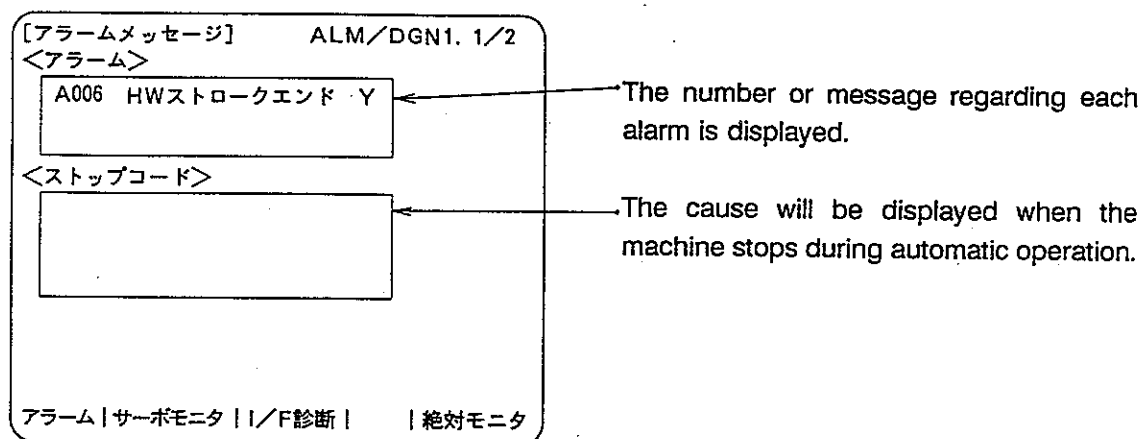 [アラームメッセージ] ALM/DGN1. 1/2
<アラーム>
A006 HWストロークエンド Y
<ストップコード>
アラーム|サーボモニタ|I/F診断| |絶対モニタ
The number or message regarding each
alarm is displayed.
The cause will be displayed when the
machine stops during automatic operation.